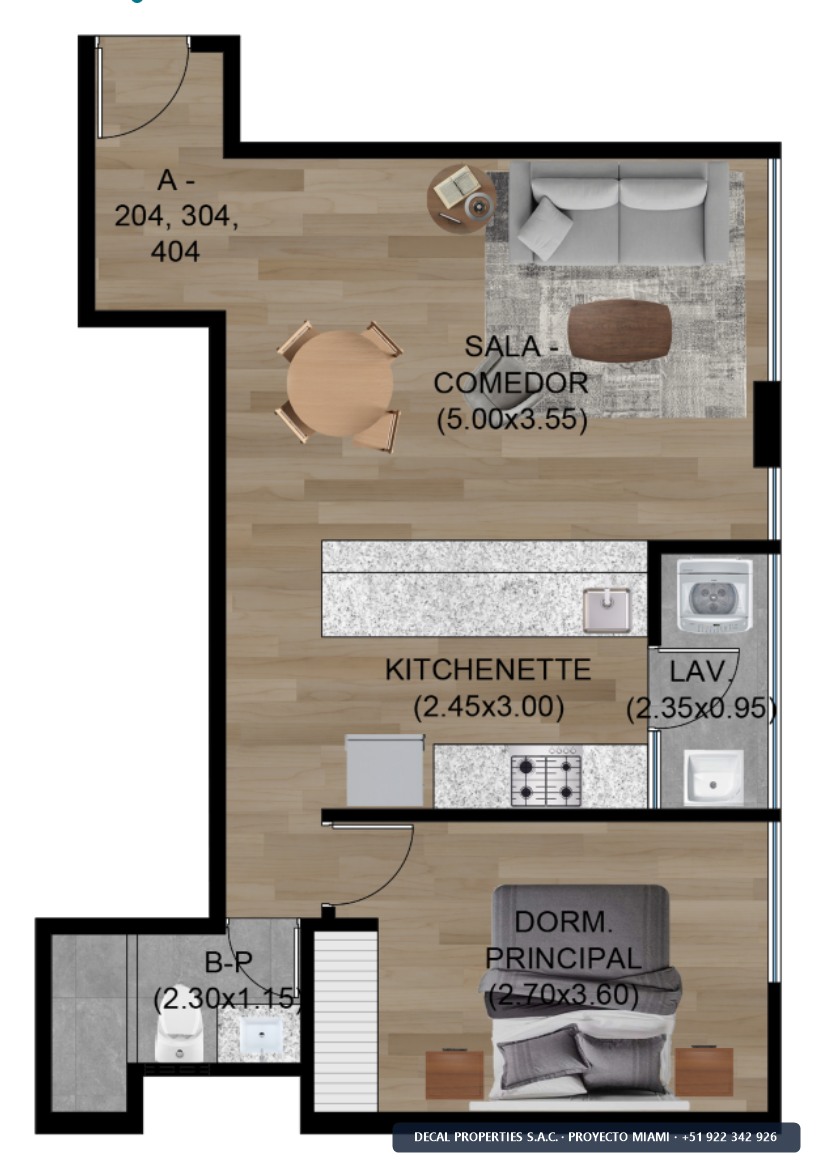 A -
204, 304,
404
SALA -
COMEDOR
(5.00x3.55)
KITCHENETTE
(2.45x3.00)
LAV.
(2.35x0.95)
DORM.
PRINCIPAL
(2.70x3.60)
B-P
(2.30x1.15)
DECAL PROPERTIES S.A.C. · PROYECTO MIAMI · +51 922 342 926